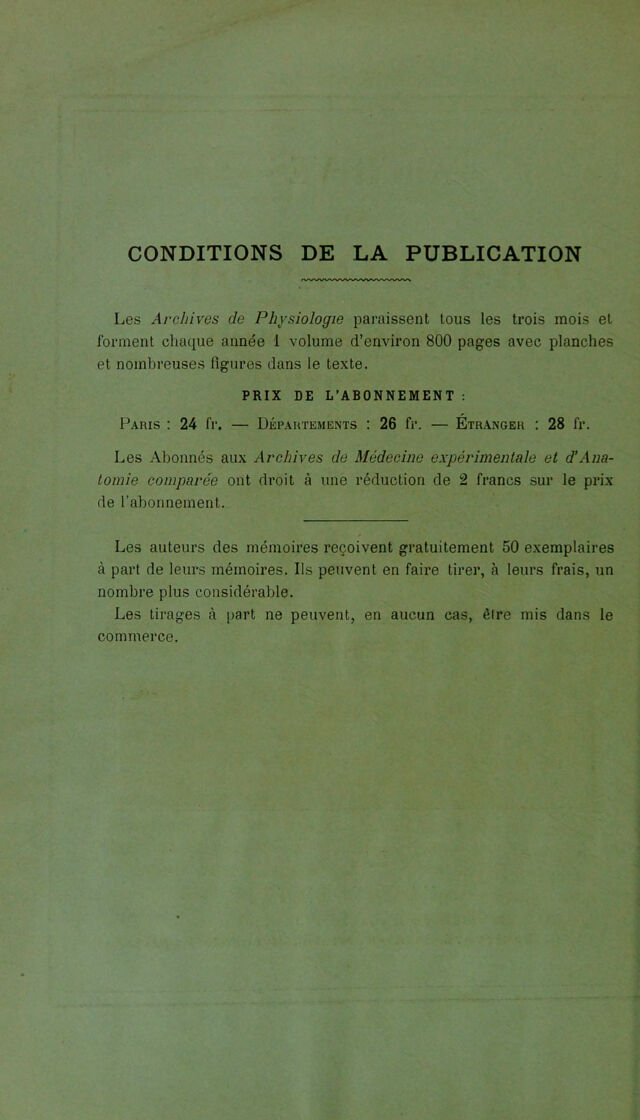 CONDITIONS DE LA PUBLICATION
Les Archives de Physiologie paraissent tous les trois mois et
forment chaque année 1 volume d'environ 800 pages avec planches
et nombreuses figures dans le texte.
PRIX DE L'ABONNEMENT :
PARIS : 24 fr. — DÉPARTEMENTS : 26 fr. — ÉTRANGER : 28 fr.
Les Abonnés aux Archives de Médecine expérimentale et d'Ana-
tomie comparée ont droit à une réduction de 2 francs sur le prix
de l'abonnement.
Les auteurs des mémoires reçoivent gratuitement 50 exemplaires
à part de leurs mémoires. Ils peuvent en faire tirer, à leurs frais, un
nombre plus considérable.
Les tirages à part ne peuvent, en aucun cas, être mis dans le
commerce.